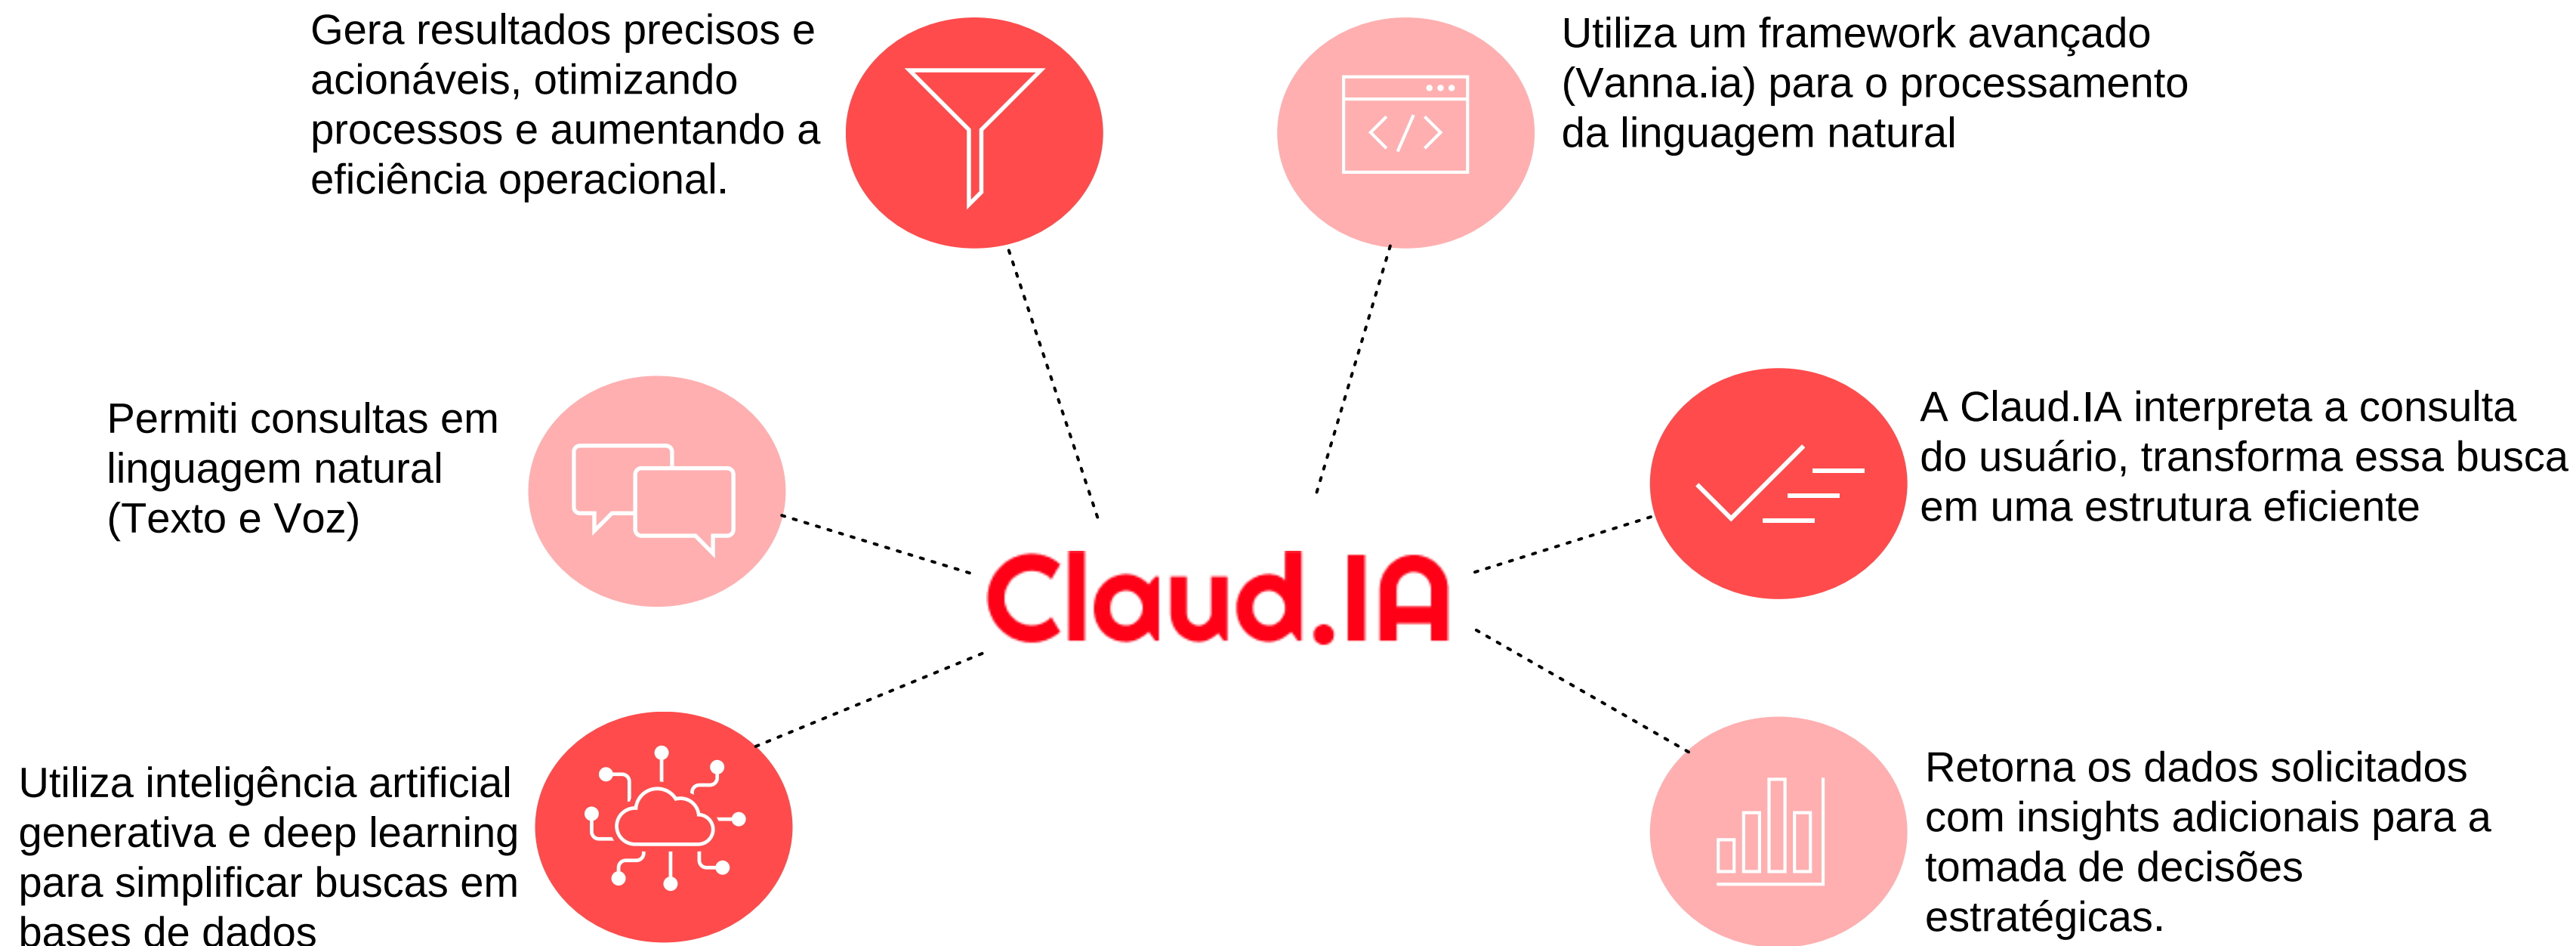 Gera resultados precisos e
acionáveis, otimizando
processos e aumentando a
eficiência operacional.
Utiliza um framework avançado
(Vanna.ia) para o processamento
da linguagem natural
Permiti consultas em
linguagem natural
(Texto e Voz)
A Claud.IA interpreta a consulta
do usuário, transforma essa busca
em uma estrutura eficiente
Claud.IA
Utiliza inteligência artificial
generativa e deep learning
para simplificar buscas em
bases de dados
Retorna os dados solicitados
com insights adicionais para a
tomada de decisões
estratégicas.